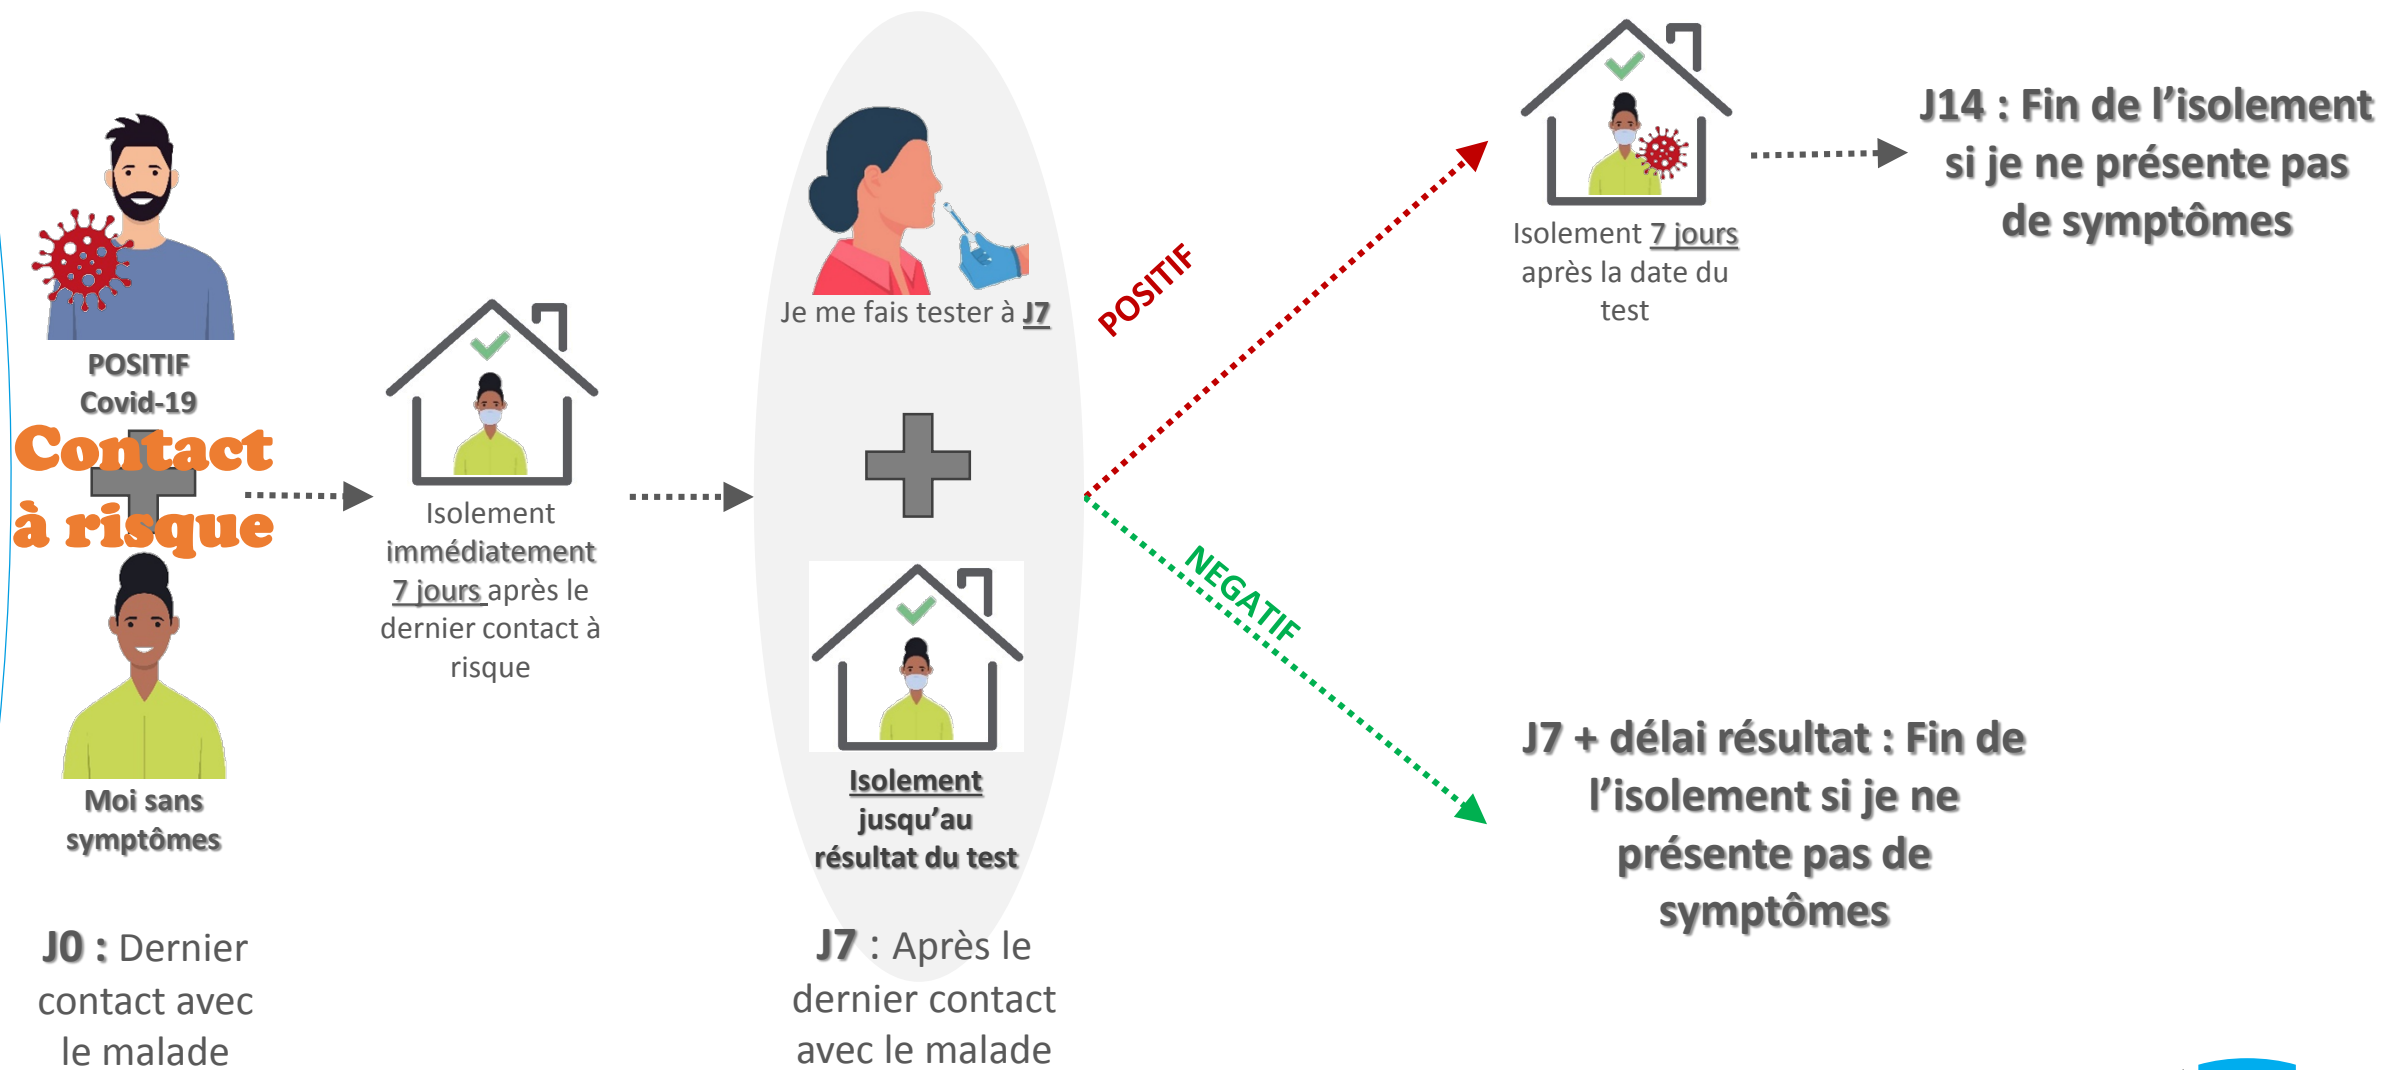 POSITIF
Covid-19
Contact
à risque
Moi sans
symptômes
J0 : Dernier
contact avec
le malade
Isolement
immédiatement
7 jours après le
dernier contact à
risque
Je me fais tester à J7
Isolement
jusqu’au
résultat du test
J7 : Après le
dernier contact
avec le malade
POSITIF
Isolement 7 jours
après la date du
test
J14 : Fin de l’isolement
si je ne présente pas
de symptômes
NEGATIF
J7 + délai résultat : Fin de
l’isolement si je ne
présente pas de
symptômes